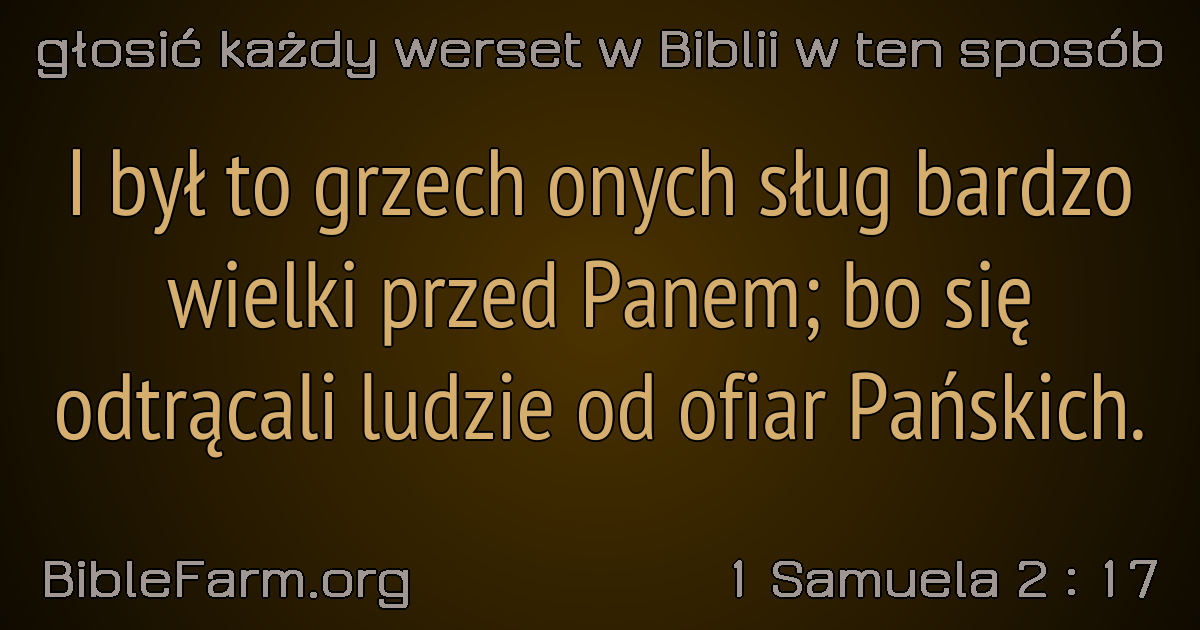 głosić każdy werset w Biblii w ten sposób
I był to grzech onych sług bardzo
wielki przed Panem; bo się
odtrącali ludzie od ofiar Pańskich.
BibleFarm.org
1 Samuela 2 : 17